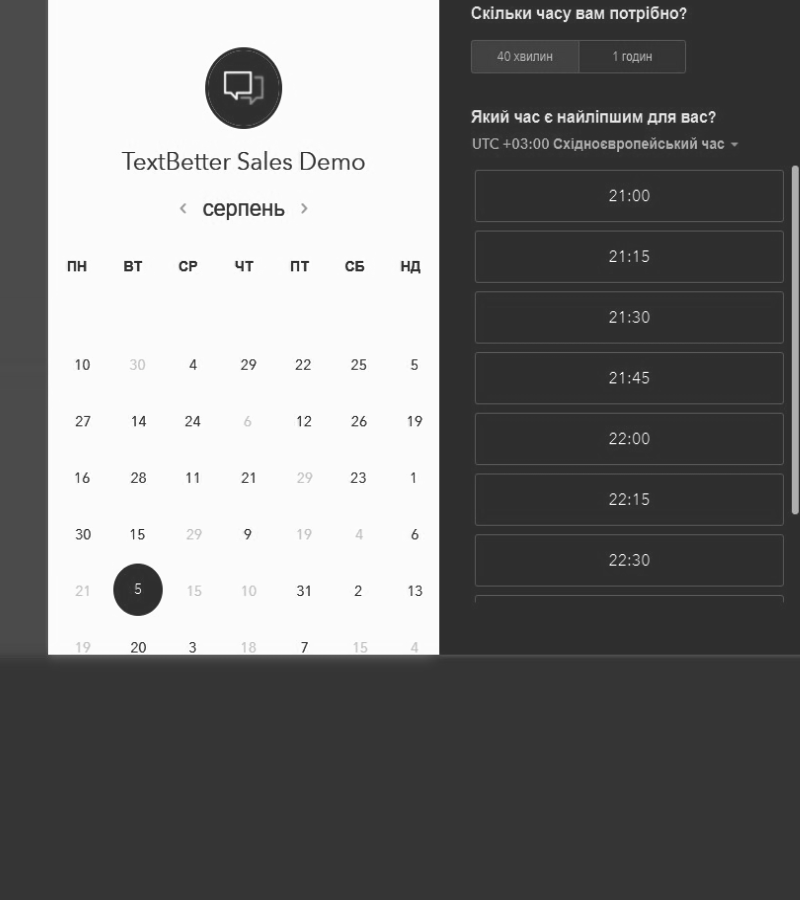 TextBetter Sales Demo
серпень
ПН ВТ СР ЧТ ПТ СБ НД
10 30 4 29 22 25 5
27 14 24 6 12 26 19
16 28 11 21 29 23 1
30 15 29 9 19 4 6
21 5 15 10 31 2 13
19 20 3 18 7 15 4
Скільки часу вам потрібно?
40 хвилин 1 годин
Який час є найліпшим для вас?
UTC +03:00 Східноєвропейський час
21:00
21:15
21:30
21:45
22:00
22:15
22:30